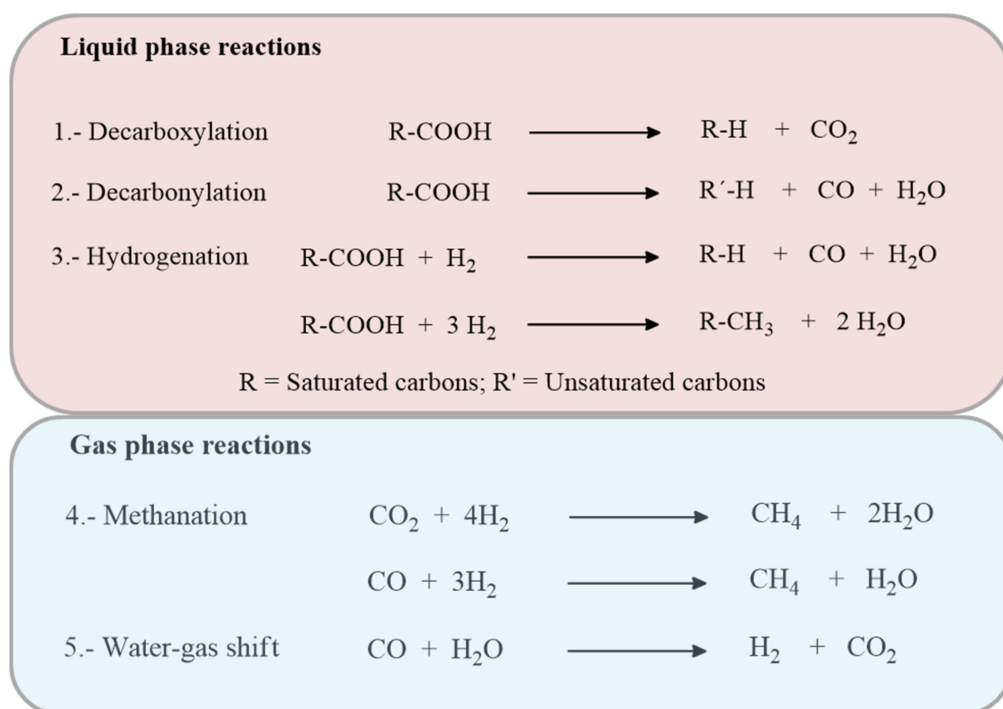 Liquid phase reactions
1.- Decarboxylation R-COOH R-H + CO₂
2.- Decarbonylation R-COOH R´-H + CO + H₂O
3.- Hydrogenation R-COOH + H₂ R-H + CO + H₂O
R-COOH + 3 H₂ R-CH₃ + 2 H₂O
R = Saturated carbons; R' = Unsaturated carbons
Gas phase reactions
4.- Methanation CO₂ + 4H₂ CH₄ + 2H₂O
CO + 3H₂ CH₄ + H₂O
5.- Water-gas shift CO + H₂O H₂ + CO₂